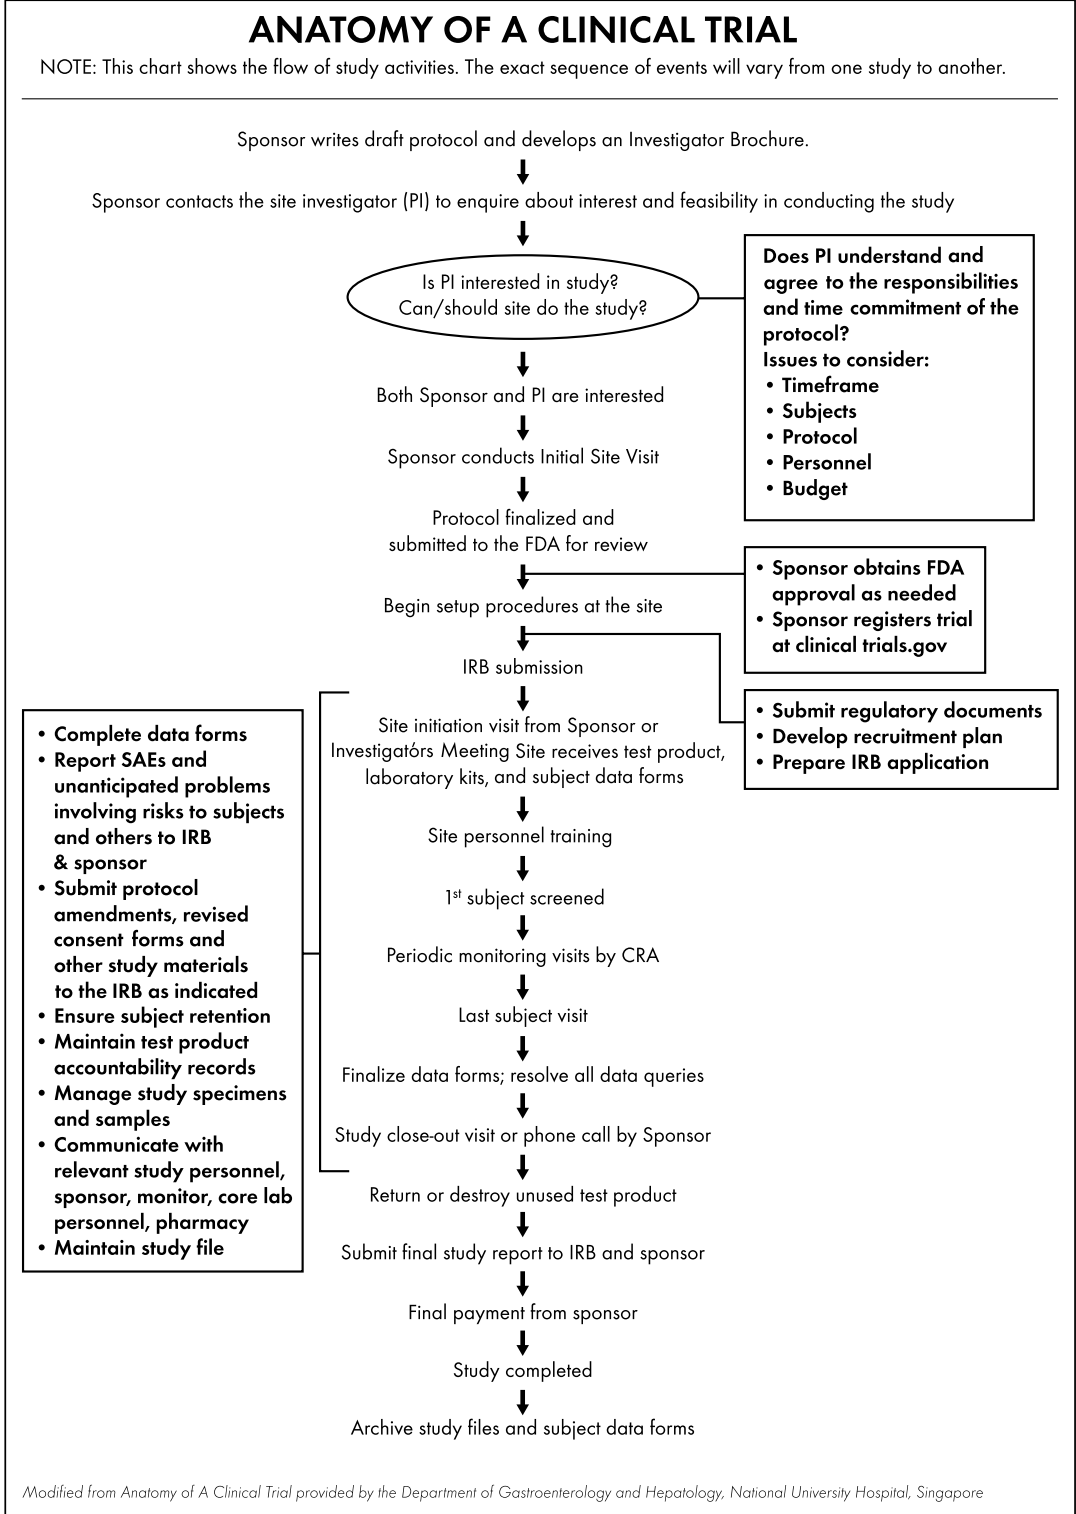 ANATOMY OF A CLINICAL TRIAL
NOTE: This chart shows the flow of study activities. The exact sequence of events will vary from one study to another.
Sponsor writes draft protocol and develops an Investigator Brochure.
Sponsor contacts the site investigator (PI) to enquire about interest and feasibility in conducting the study
Is PI interested in study?
Can/should site do the study?
Does PI understand and
agree to the responsibilities
and time commitment of the
protocol?
Issues to consider:
• Timeframe
• Subjects
• Protocol
• Personnel
• Budget
Both Sponsor and PI are interested
Sponsor conducts Initial Site Visit
Protocol finalized and
submitted to the FDA for review
• Sponsor obtains FDA
approval as needed
• Sponsor registers trial
at clinical trials.gov
Begin setup procedures at the site
• Submit regulatory documents
• Develop recruitment plan
• Prepare IRB application
IRB submission
Site initiation visit from Sponsor or
Investigatórs Meeting Site receives test product,
laboratory kits, and subject data forms
• Complete data forms
• Report SAEs and
unanticipated problems
involving risks to subjects
and others to IRB
& sponsor
• Submit protocol
amendments, revised
consent forms and
other study materials
to the IRB as indicated
• Ensure subject retention
• Maintain test product
accountability records
• Manage study specimens
and samples
• Communicate with
relevant study personnel,
sponsor, monitor, core lab
personnel, pharmacy
• Maintain study file
Site personnel training
1st subject screened
Periodic monitoring visits by CRA
Last subject visit
Finalize data forms; resolve all data queries
Study close-out visit or phone call by Sponsor
Return or destroy unused test product
Submit final study report to IRB and sponsor
Final payment from sponsor
Study completed
Archive study files and subject data forms
Modified from Anatomy of A Clinical Trial provided by the Department of Gastroenterology and Hepatology, National University Hospital, Singapore